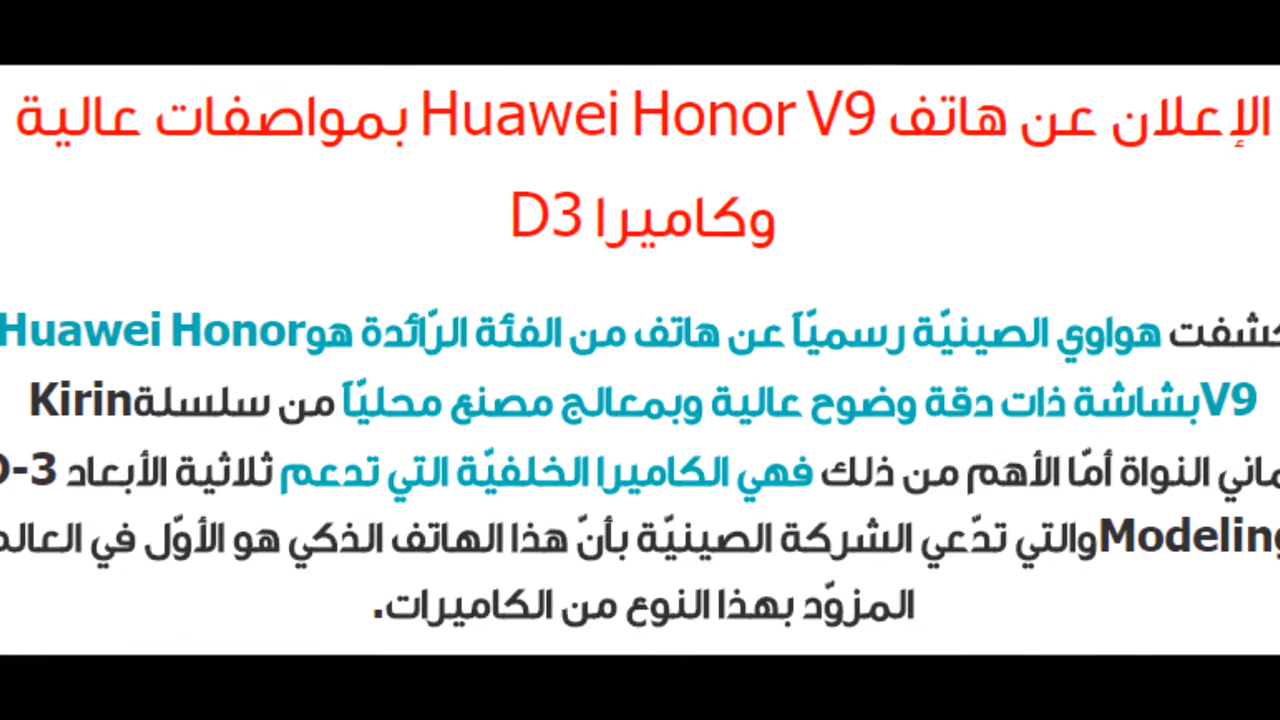 الإعلان عن هاتف Huawei Honor V9 بمواصفات عالية
وكاميرا D3
كشفت هواوي الصينيّة رسميّاً عن هاتف من الفئة الرّائدة هوHuawei Honor
V9بشاشة ذات دقة وضوح عالية وبمعالج مصنع محليّاً من سلسلةKirin
ماني النواة أمّا الأهم من ذلك فهي الكاميرا الخلفيّة التي تدعم ثلاثية الأبعاد D-3
Modelingوالتي تدّعي الشركة الصينيّة بأنّ هذا الهاتف الذكي هو الأوّل في العالم
المزوّد بهذا النوع من الكاميرات.